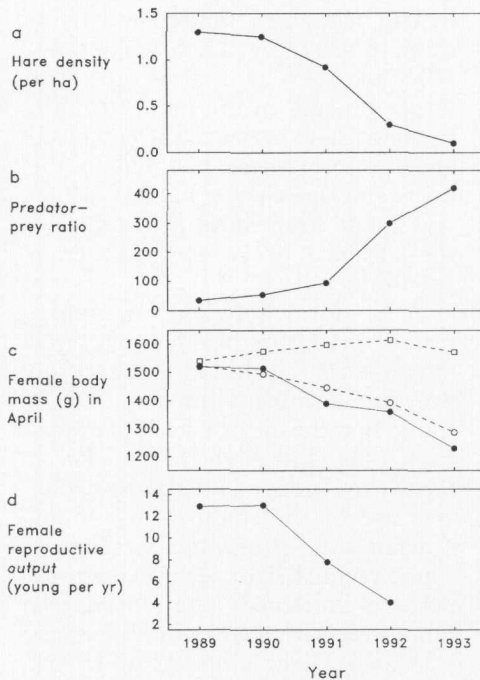 a
Hare density
(per ha)
1.5
1.0
0.5
0.0
b
Predator—
prey ratio
400
300
200
100
0
c
Female body
mass (g) in
April
1600
1500
1400
1300
1200
d
Female
reproductive
output
(young per yr)
14
12
10
8
6
4
2
1989 1990 1991 1992 1993
Year